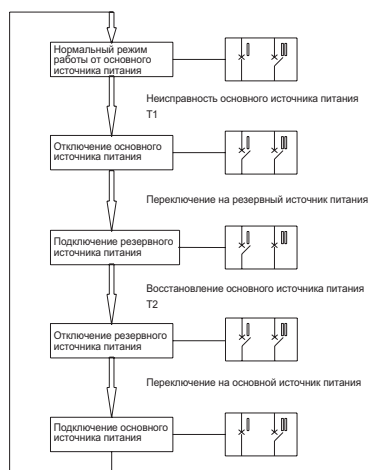 Нормальный режим
работы от основного
источника питания
Неисправность основного источника питания
T1
Отключение основного
источника питания
Переключение на резервный источник питания
Подключение резервного
источника питания
Восстановление основного источника питания
T2
Отключение резервного
источника питания
Переключение на основной источник питания
Подключение основного
источника питания